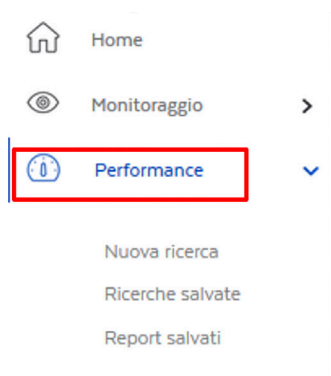 Home
Monitoraggio
Performance
Nuova ricerca
Ricerche salvate
Report salvati